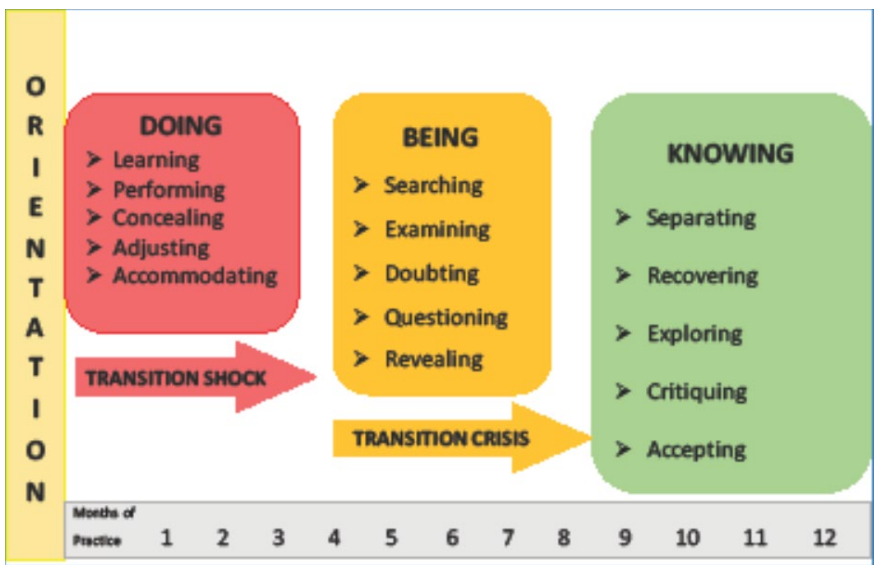 ORIENTATION
DOING
➤ Learning
➤ Performing
➤ Concealing
➤ Adjusting
➤ Accommodating
TRANSITION SHOCK
BEING
➤ Searching
➤ Examining
➤ Doubting
➤ Questioning
➤ Revealing
TRANSITION CRISIS
KNOWING
➤ Separating
➤ Recovering
➤ Exploring
➤ Critiquing
➤ Accepting
Months of
Practice 1 2 3 4 5 6 7 8 9 10 11 12